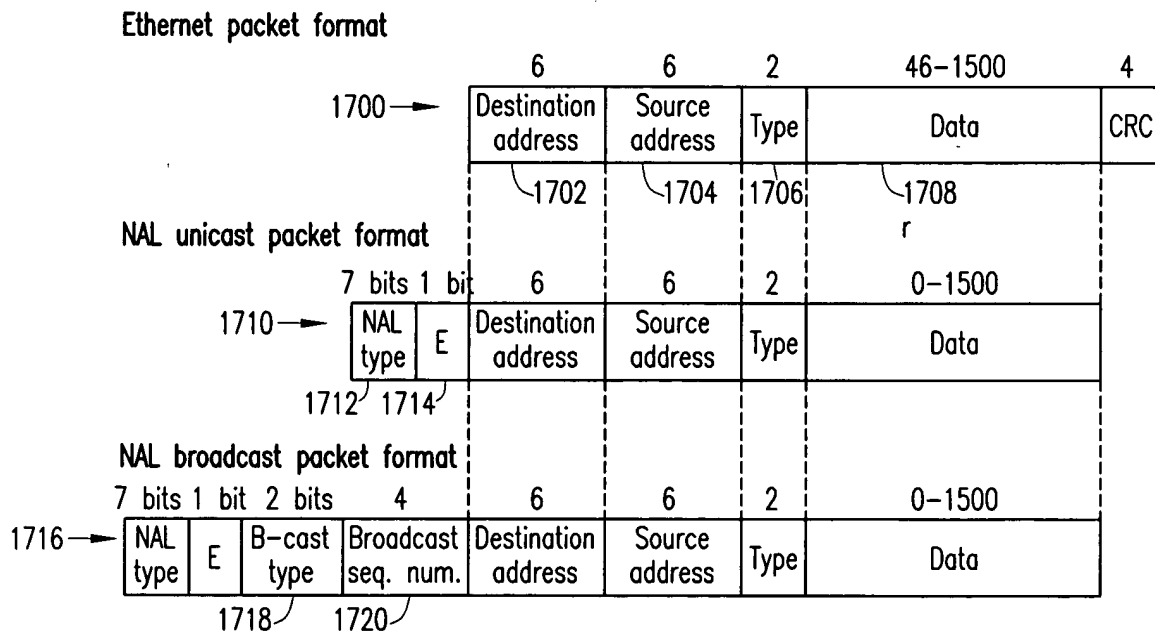 Ethernet packet format
6 6 2 46-1500 4
1700 Destination address Source address Type Data CRC
1702 1704 1706 1708
r
NAL unicast packet format
7 bits 1 bit 6 6 2 0-1500
1710 NAL type E Destination address Source address Type Data
1712 1714
NAL broadcast packet format
7 bits 1 bit 2 bits 4 6 6 2 0-1500
1716 NAL type E B-cast type Broadcast seq. num. Destination address Source address Type Data
1718 1720